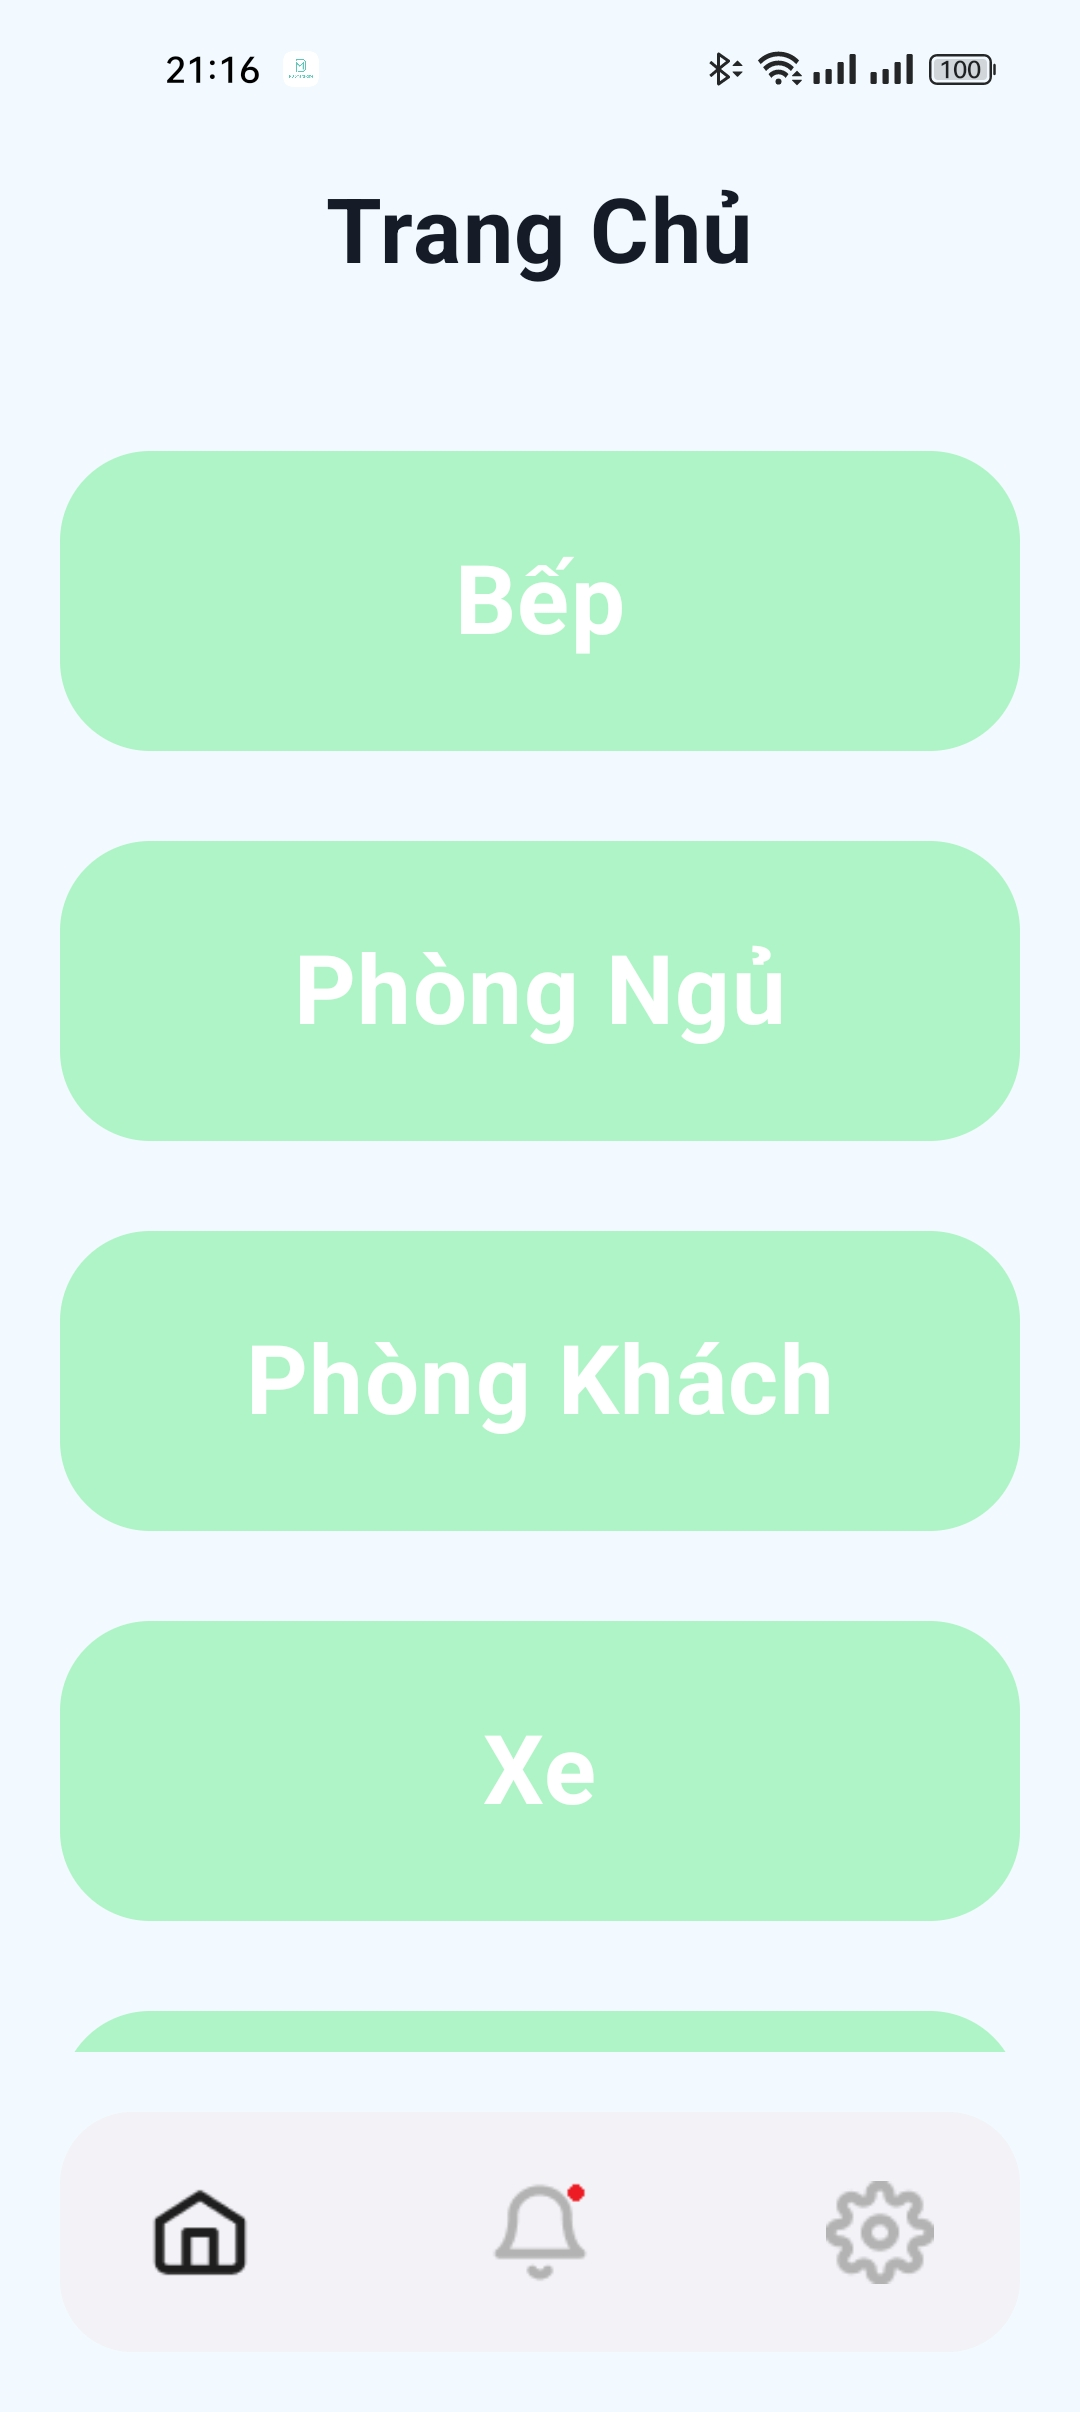 21:16
100
Trang Chủ
Bếp
Phòng Ngủ
Phòng Khách
Xe